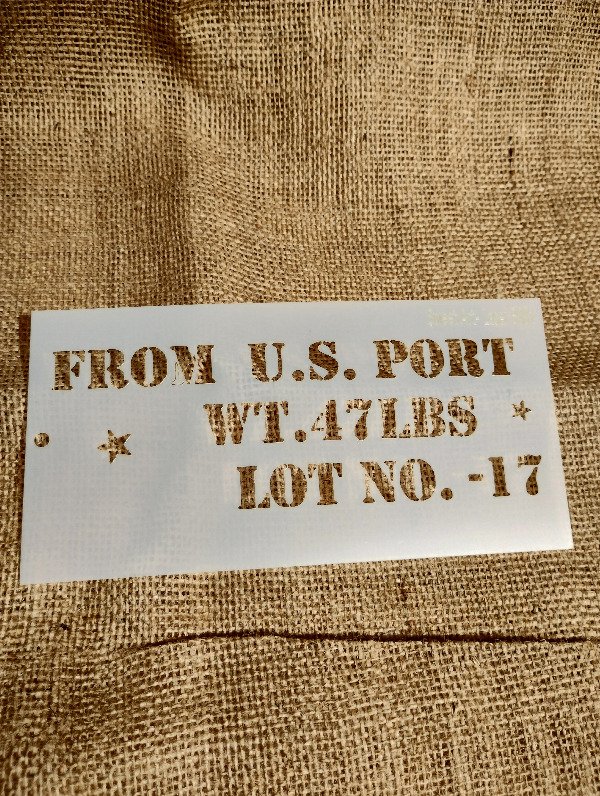 FROM U.S. PORT
WT.47LBS
LOT NO. -17